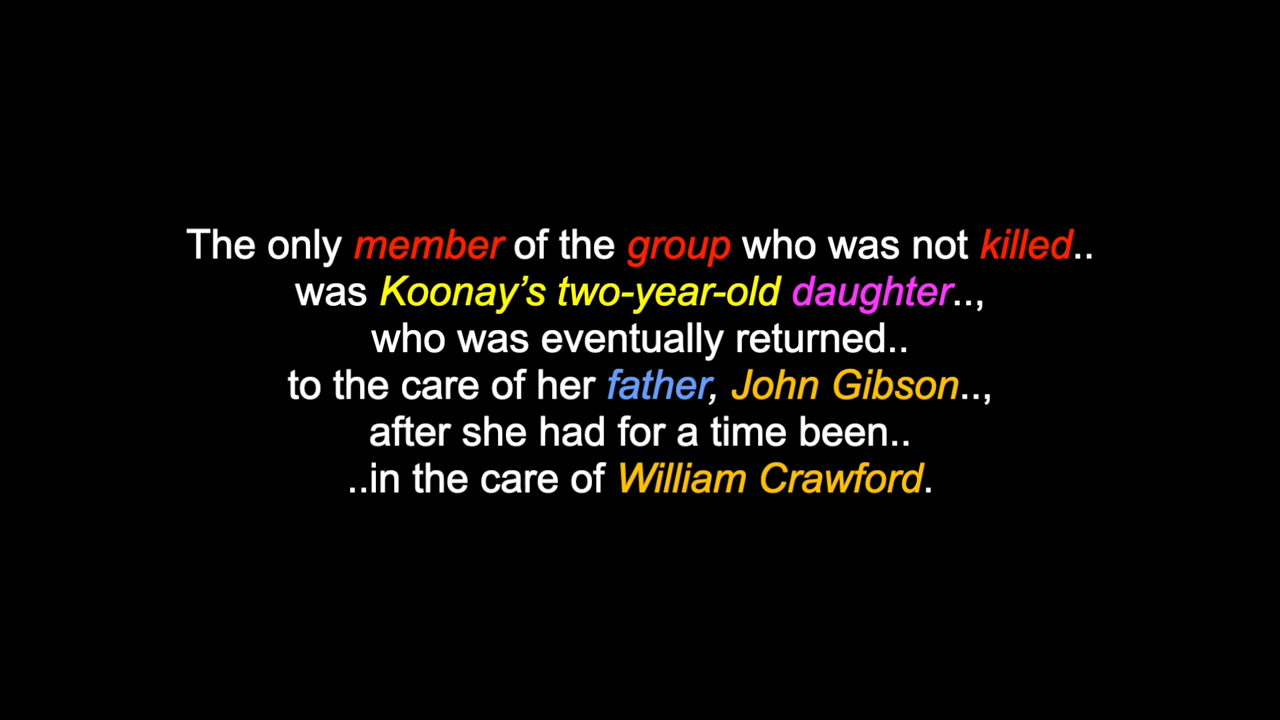 The only member of the group who was not killed..
was Koonay’s two-year-old daughter..,
who was eventually returned..
to the care of her father, John Gibson..,
after she had for a time been..
..in the care of William Crawford.